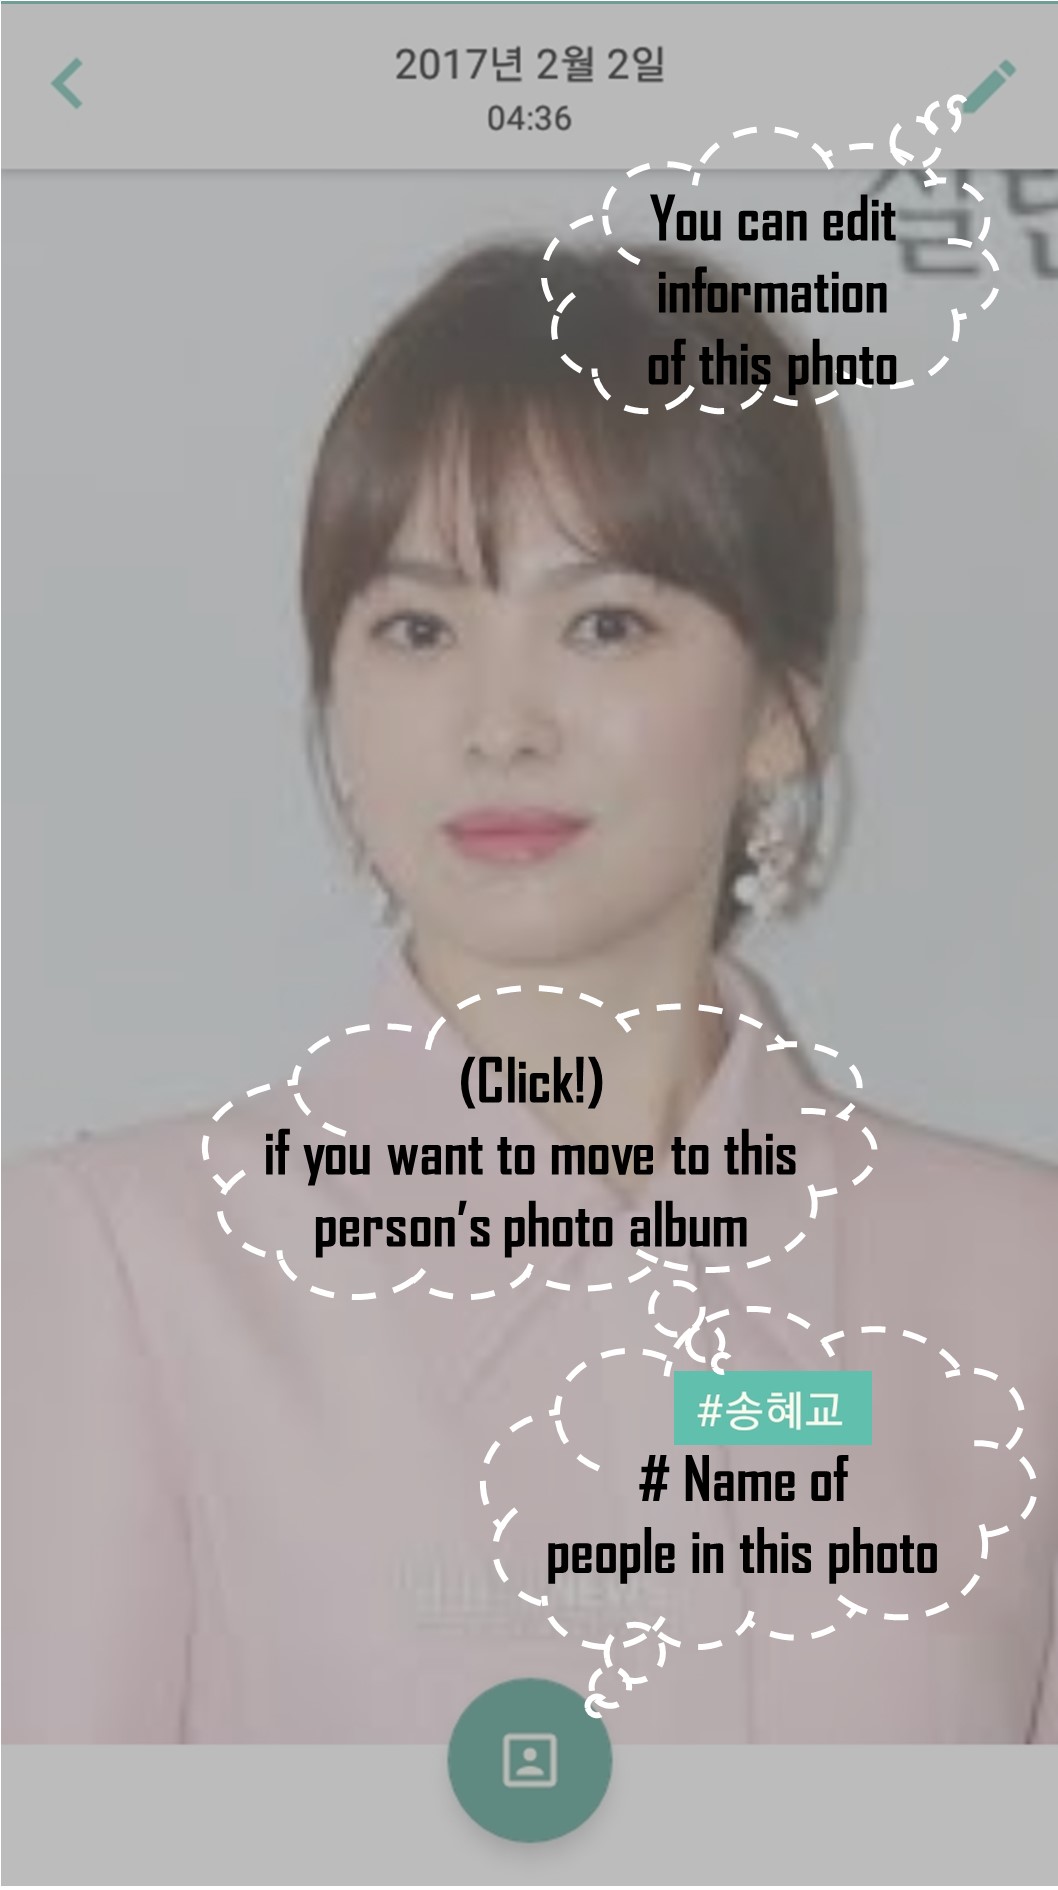 2017년 2월 2일
04:36
You can edit
information
of this photo
(Click!)
if you want to move to this
person's photo album
#송혜교
# Name of
people in this photo